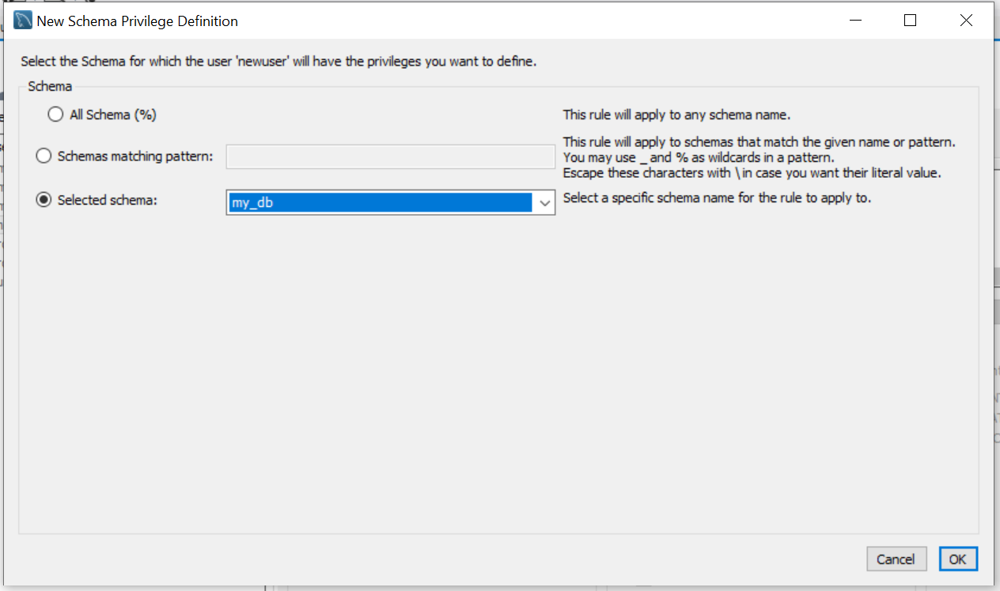 New Schema Privilege Definition
Select the Schema for which the user 'newuser' will have the privileges you want to define.
Schema
All Schema (%)
This rule will apply to any schema name.
Schemas matching pattern:
This rule will apply to schemas that match the given name or pattern.
You may use _ and % as wildcards in a pattern.
Escape these characters with \ in case you want their literal value.
Selected schema:
my_db
Select a specific schema name for the rule to apply to.
Cancel
OK